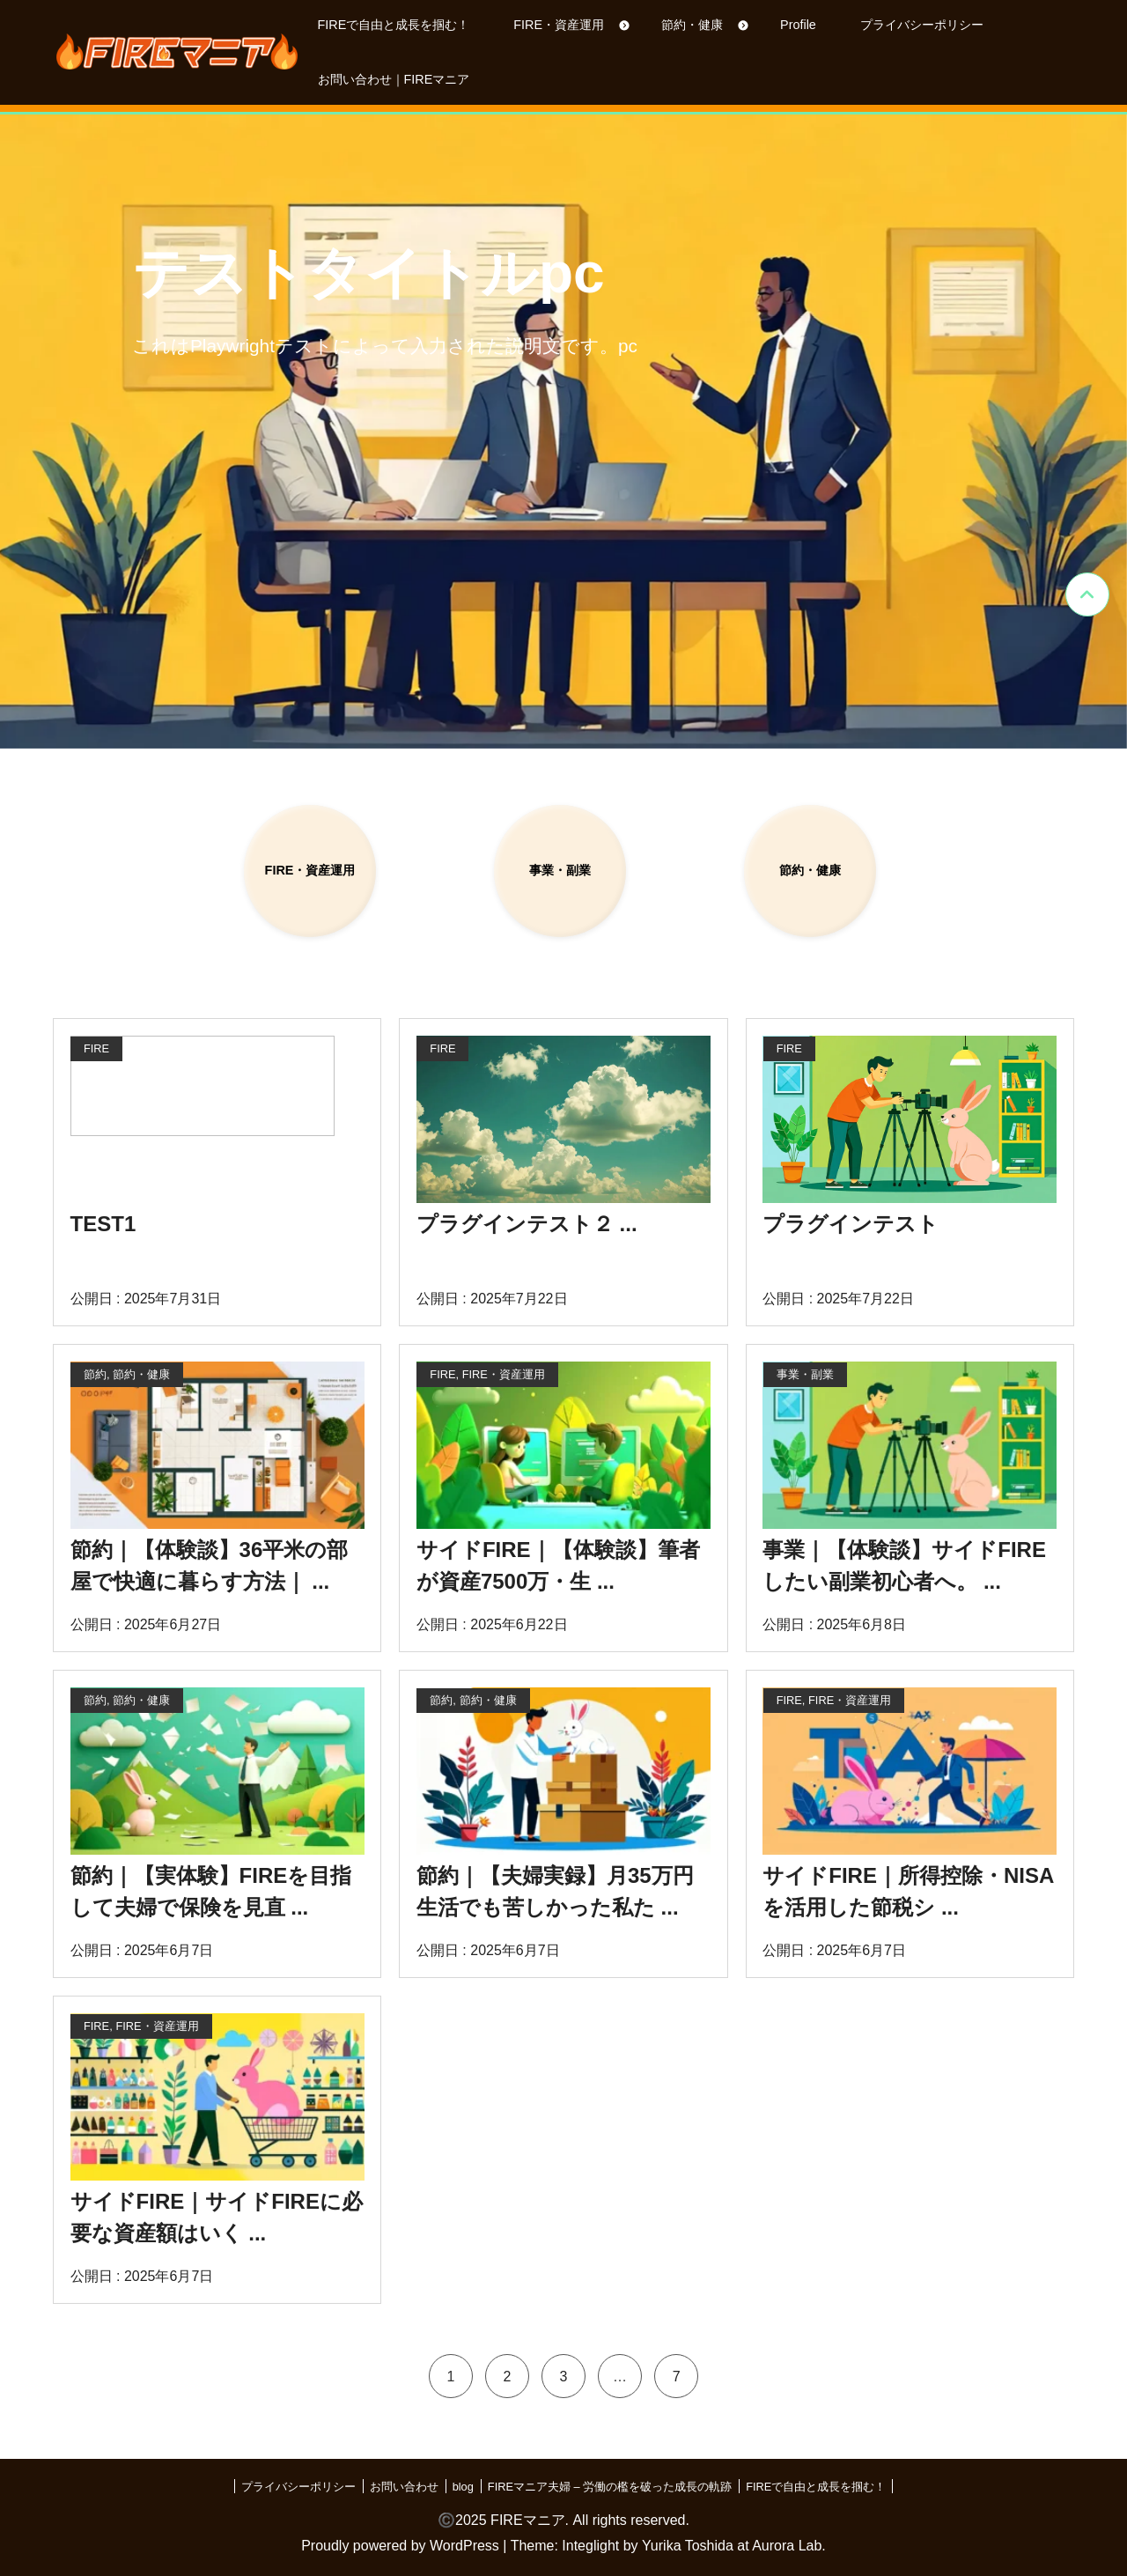 FIREマニア
FIREで自由と成長を掴む！
FIRE・資産運用
節約・健康
Profile
プライバシーポリシー
お問い合わせ｜FIREマニア
テストタイトルpc
これはPlaywrightテストによって入力された説明文です。pc
FIRE・資産運用
事業・副業
節約・健康
FIRE
TEST1
公開日 : 2025年7月31日
FIRE
プラグインテスト２ ...
公開日 : 2025年7月22日
FIRE
プラグインテスト
公開日 : 2025年7月22日
節約, 節約・健康
節約｜【体験談】36平米の部
屋で快適に暮らす方法｜ ...
公開日 : 2025年6月27日
FIRE, FIRE・資産運用
サイドFIRE｜【体験談】筆者
が資産7500万・生 ...
公開日 : 2025年6月22日
事業・副業
事業｜【体験談】サイドFIRE
したい副業初心者へ。 ...
公開日 : 2025年6月8日
節約, 節約・健康
節約｜【実体験】FIREを目指
して夫婦で保険を見直 ...
公開日 : 2025年6月7日
節約, 節約・健康
節約｜【夫婦実録】月35万円
生活でも苦しかった私た ...
公開日 : 2025年6月7日
FIRE, FIRE・資産運用
サイドFIRE｜所得控除・NISA
を活用した節税シ ...
公開日 : 2025年6月7日
FIRE, FIRE・資産運用
サイドFIRE｜サイドFIREに必
要な資産額はいく ...
公開日 : 2025年6月7日
1 2 3 … 7
プライバシーポリシー
お問い合わせ
blog
FIREマニア夫婦 – 労働の檻を破った成長の軌跡
FIREで自由と成長を掴む！
©2025 FIREマニア. All rights reserved.
Proudly powered by WordPress | Theme: Integlight by Yurika Toshida at Aurora Lab.